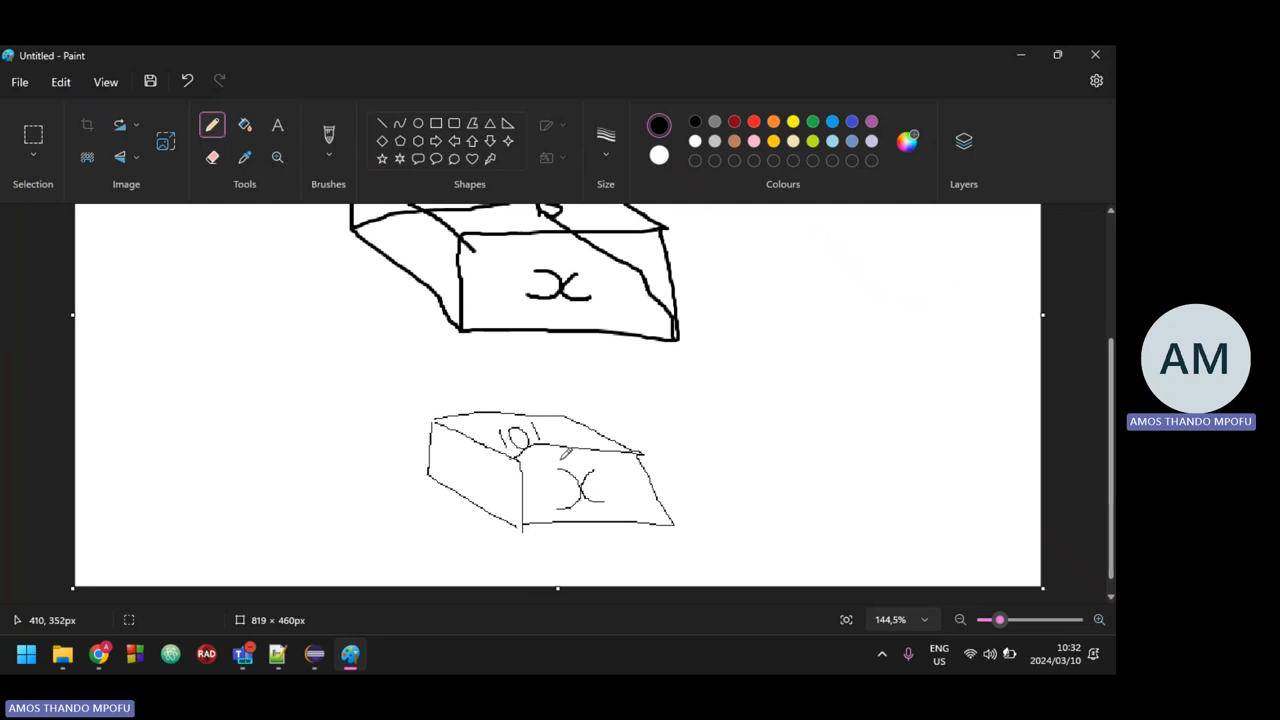 Untitled - Paint
File Edit View
Selection Image Tools Brushes Shapes Size Colours Layers
x
10
x
AM
AMOS THANDO MPOFU
410, 352px 819 × 460px 144,5%
RAD
ENG
US
10:32
2024/03/10
AMOS THANDO MPOFU